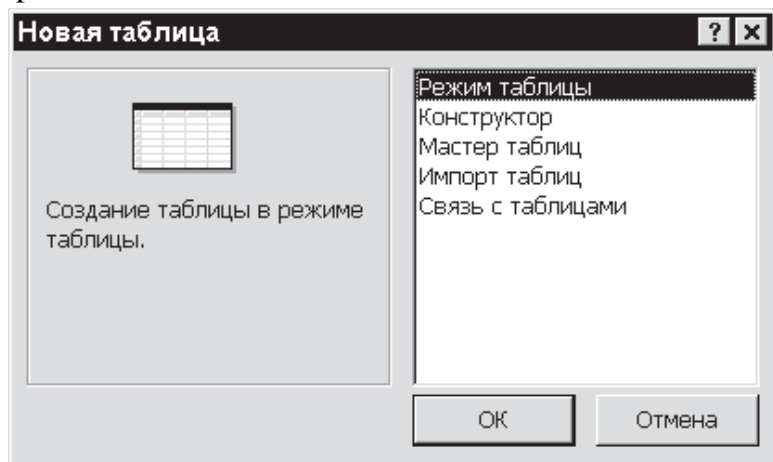 Новая таблица
Режим таблицы
Конструктор
Мастер таблиц
Импорт таблиц
Связь с таблицами
Создание таблицы в режиме
таблицы.
ОК
Отмена